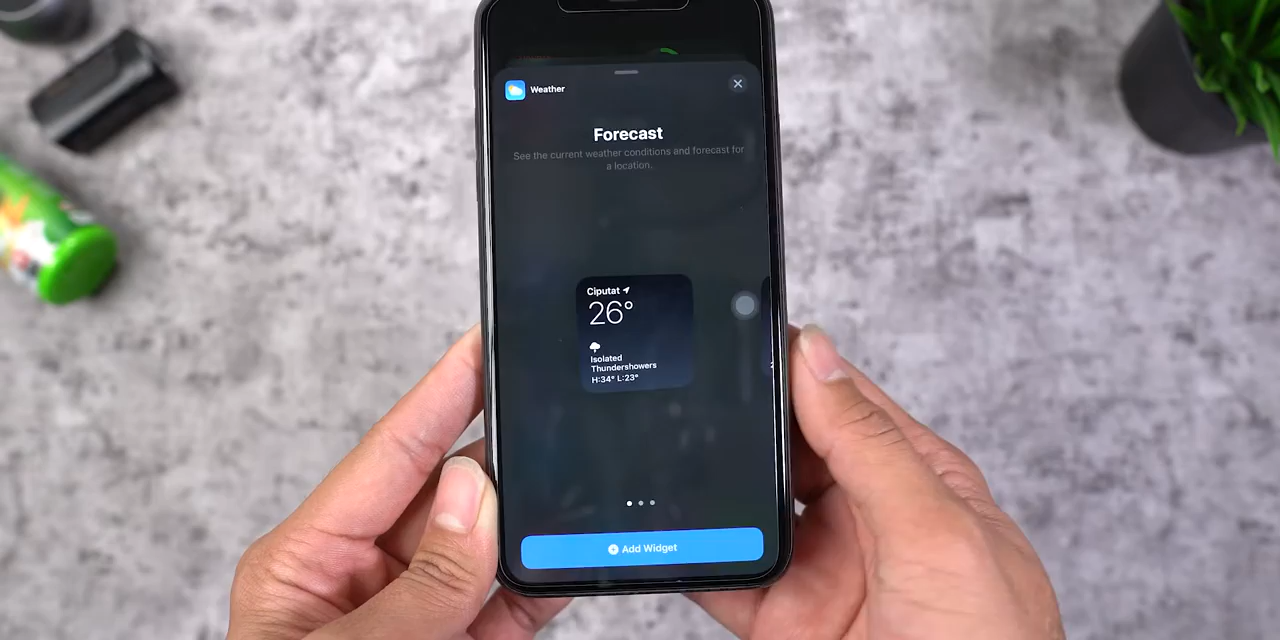 Weather
Forecast
See the current weather conditions and forecast for
a location.
Ciputat
26°
Isolated
Thundershowers
H:34° L:23°
Add Widget